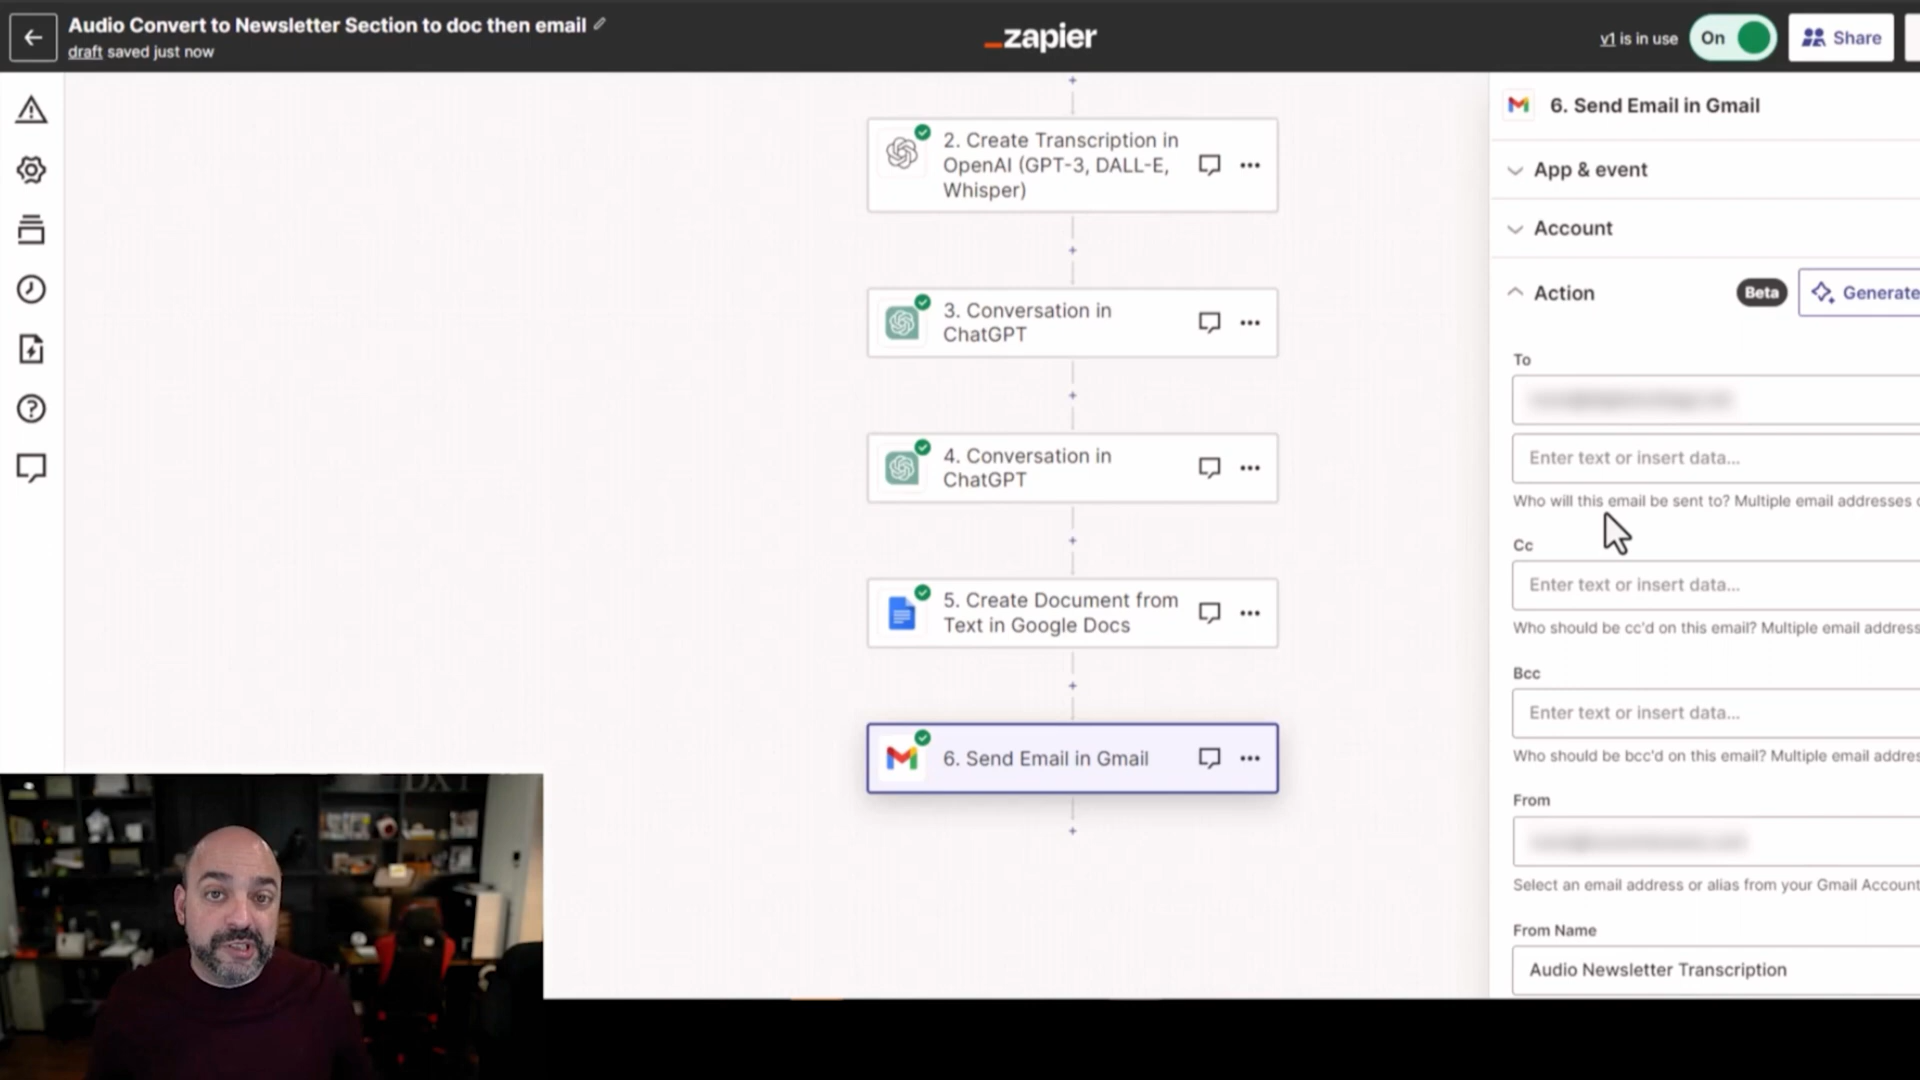 Audio Convert to Newsletter Section to doc then email
draft saved just now
zapier
v1 is in use
On
Share
2. Create Transcription in
OpenAI (GPT-3, DALL-E,
Whisper)
3. Conversation in
ChatGPT
4. Conversation in
ChatGPT
5. Create Document from
Text in Google Docs
6. Send Email in Gmail
6. Send Email in Gmail
App & event
Account
Action
Beta
Generate
To
Enter text or insert data...
Who will this email be sent to? Multiple email addresses
Cc
Enter text or insert data...
Who should be cc'd on this email? Multiple email address
Bcc
Enter text or insert data...
Who should be bcc'd on this email? Multiple email addres
From
Select an email address or alias from your Gmail Account
From Name
Audio Newsletter Transcription